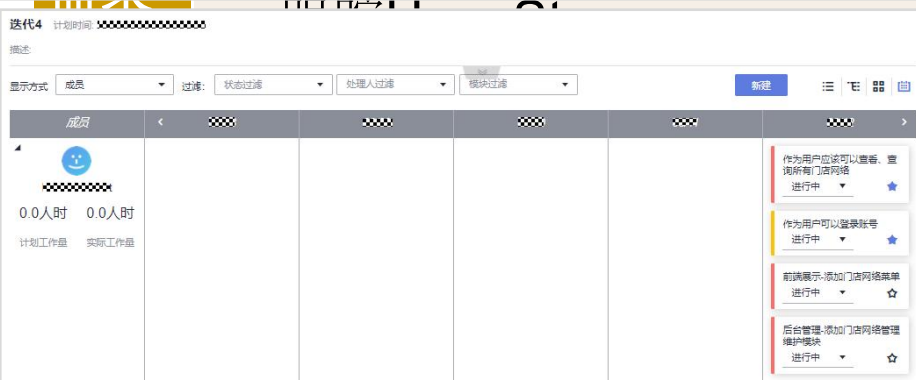 迭代4 计划时间:
描述:
显示方式 成员 过滤: 状态过滤 处理人过滤 模块过滤 新建
成员
0.0人时 0.0人时
计划工作量 实际工作量
作为用户应该可以查看、查
询所有门店网络
进行中
作为用户可以登录账号
进行中
前端展示-添加门店网络菜单
进行中
后台管理-添加门店网络管理
维护模块
进行中